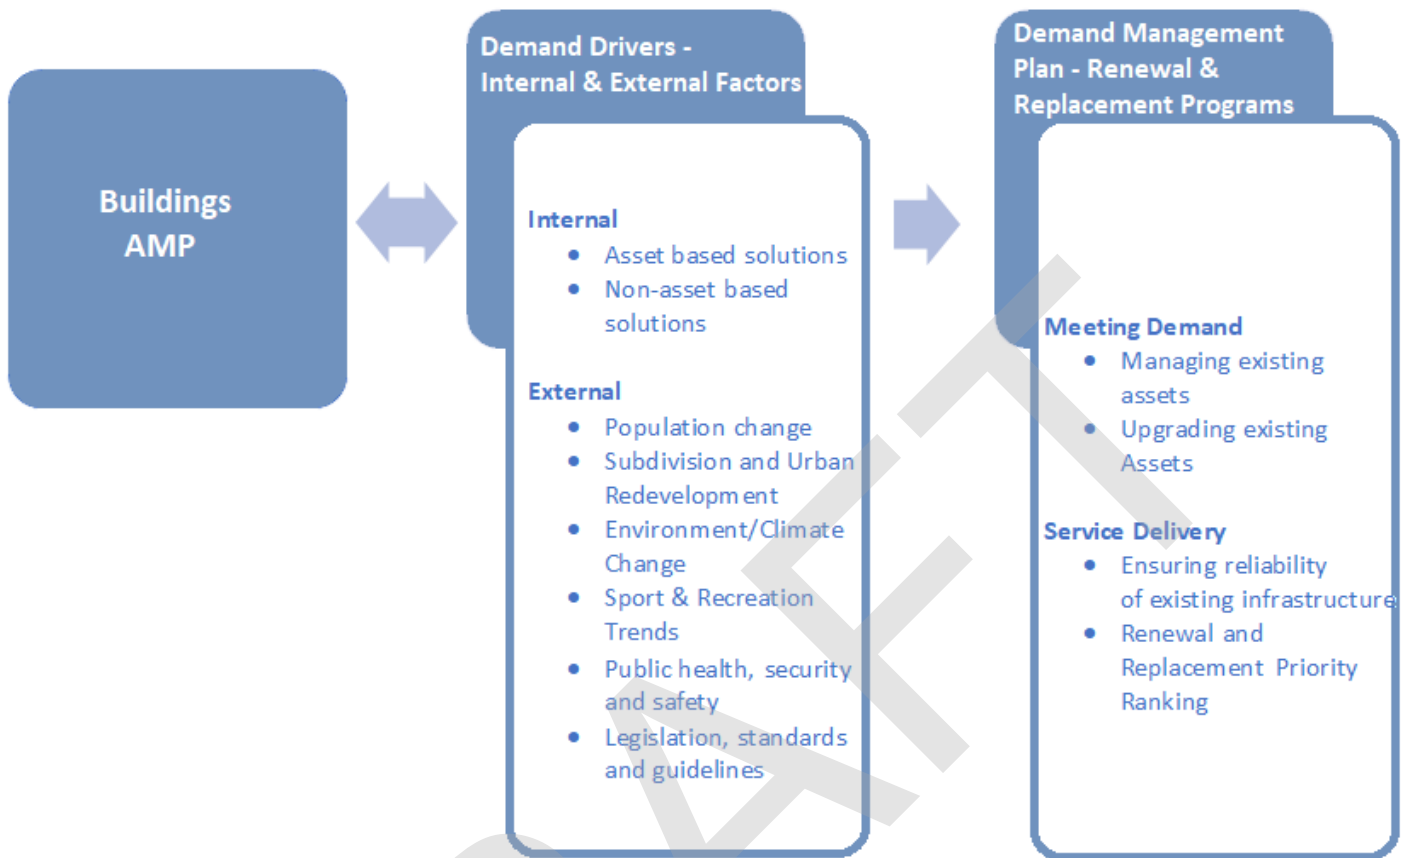 Buildings
AMP
Demand Drivers -
Internal & External Factors
Internal
• Asset based solutions
• Non-asset based
solutions
External
• Population change
• Subdivision and Urban
Redevelopment
• Environment/Climate
Change
• Sport & Recreation
Trends
• Public health, security
and safety
• Legislation, standards
and guidelines
Demand Management
Plan - Renewal &
Replacement Programs
Meeting Demand
• Managing existing
assets
• Upgrading existing
Assets
Service Delivery
• Ensuring reliability
of existing infrastructure
• Renewal and
Replacement Priority
Ranking